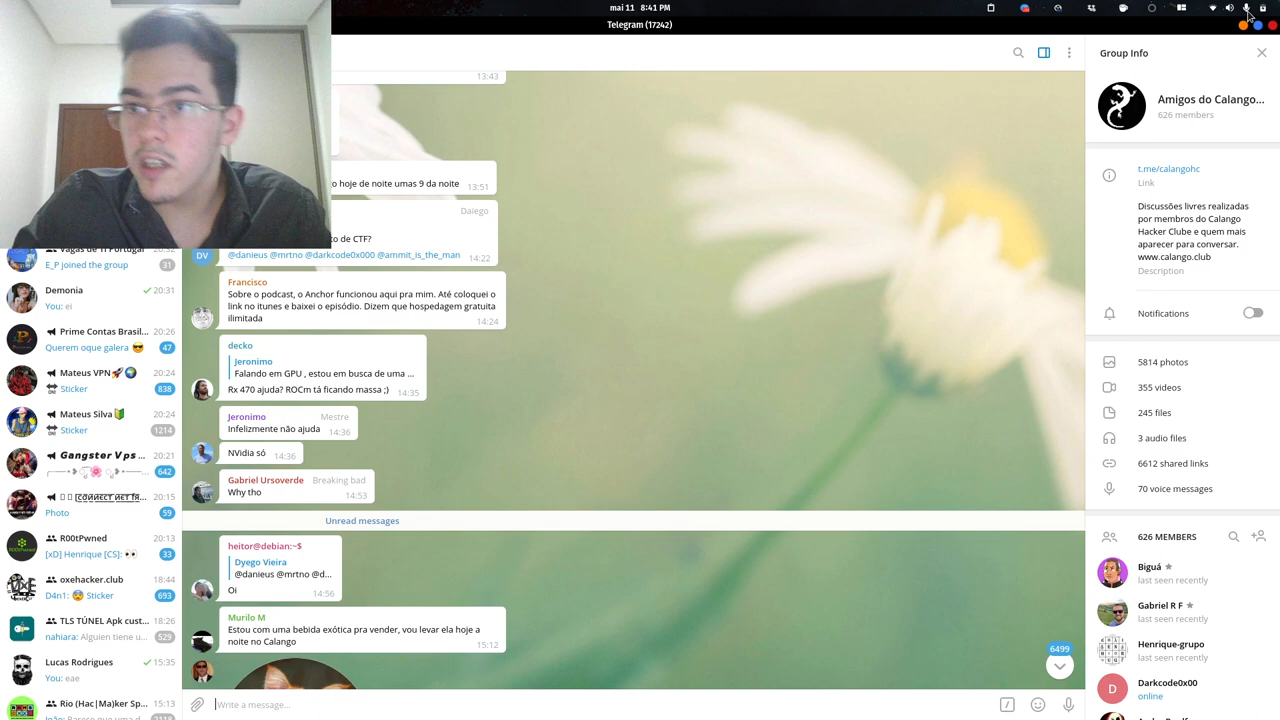 mai 11 8:41 PM
Telegram (17242)
13:43
o hoje de noite umas 9 da noite 13:51
Daiego
to de CTF?
DV
@danieus @mrtno @darkcode0x000 @ammit_is_the_man 14:22
Francisco
Sobre o podcast, o Anchor funcionou aqui pra mim. Até coloquei o
link no itunes e baixei o episódio. Dizem que hospedagem gratuita
ilimitada 14:24
decko
Jeronimo
Falando em GPU , estou em busca de uma ...
Rx 470 ajuda? ROCm tá ficando massa ;) 14:35
Jeronimo Mestre
Infelizmente não ajuda 14:36
NVidia só 14:36
Gabriel Ursoverde Breaking bad
Why tho 14:53
Unread messages
heitor@debian:~$
Dyego Vieira
@danieus @mrtno @d...
Oi 14:56
Murilo M
Estou com uma bebida exótica pra vender, vou levar ela hoje a
noite no Calango 15:12
6499
Write a message...
Vagas de TI Portugal 20:32
E_P joined the group 31
Demonia 20:31
You: ei
Prime Contas Brasil... 20:26
Querem oque galera 😎 47
Mateus VPN🚀🌍 20:24
Sticker 838
Mateus Silva🔰 20:24
Sticker 1214
Gangster Vps ... 20:21
642
20:15
Photo 59
R00tPwned 20:13
[xD] Henrique [CS]: 👀 33
oxehacker.club 18:44
D4n1: 😨 Sticker 693
TLS TÚNEL Apk cust... 18:26
nahiara: Alguien tiene u... 529
Lucas Rodrigues 15:35
You: eae
Rio (Hac|Ma)ker Sp... 15:13
Group Info
Amigos do Calango...
626 members
t.me/calangohc
Link
Discussões livres realizadas
por membros do Calango
Hacker Clube e quem mais
aparecer para conversar.
www.calango.club
Description
Notifications
5814 photos
355 videos
245 files
3 audio files
6612 shared links
70 voice messages
626 MEMBERS
Biguá
last seen recently
Gabriel R F
last seen recently
Henrique-grupo
last seen recently
D
Darkcode0x00
online